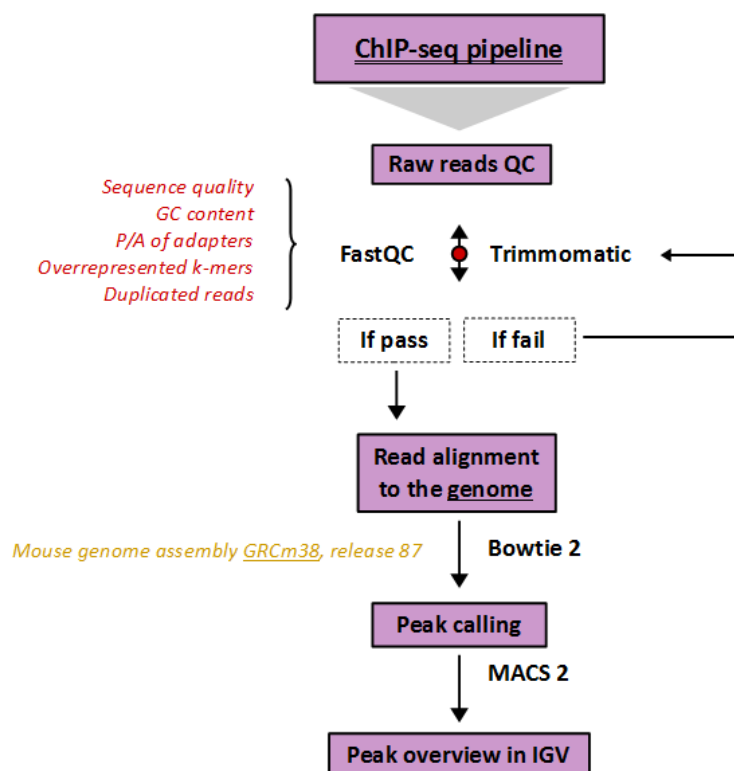 ChIP-seq pipeline
Raw reads QC
Sequence quality
GC content
P/A of adapters
Overrepresented k-mers
Duplicated reads
FastQC
Trimmomatic
If pass
If fail
Read alignment
to the genome
Mouse genome assembly GRCm38, release 87
Bowtie 2
Peak calling
MACS 2
Peak overview in IGV